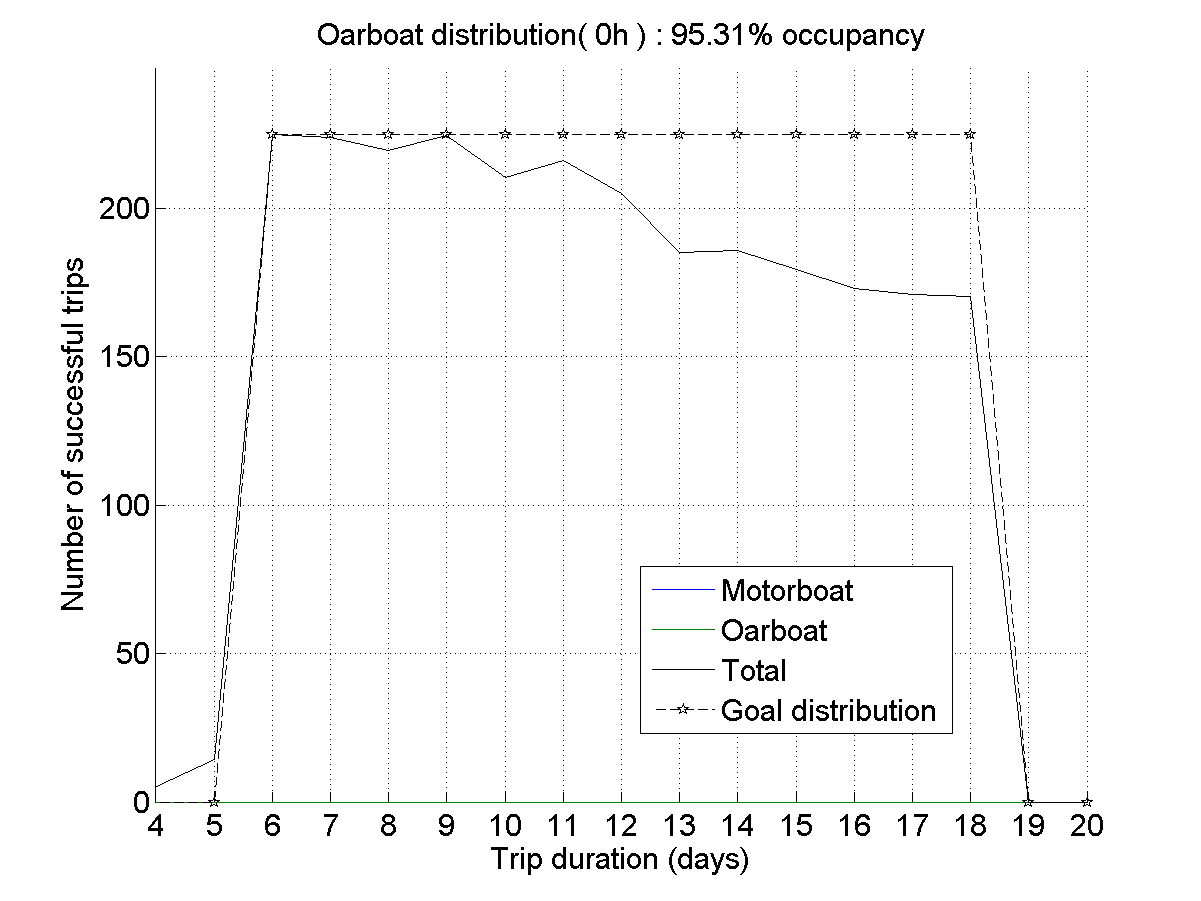 Oarboat distribution( 0h ) : 95.31% occupancy
Number of successful trips
200
150
100
50
0
Motorboat
Oarboat
Total
Goal distribution
4 5 6 7 8 9 10 11 12 13 14 15 16 17 18 19 20
Trip duration (days)